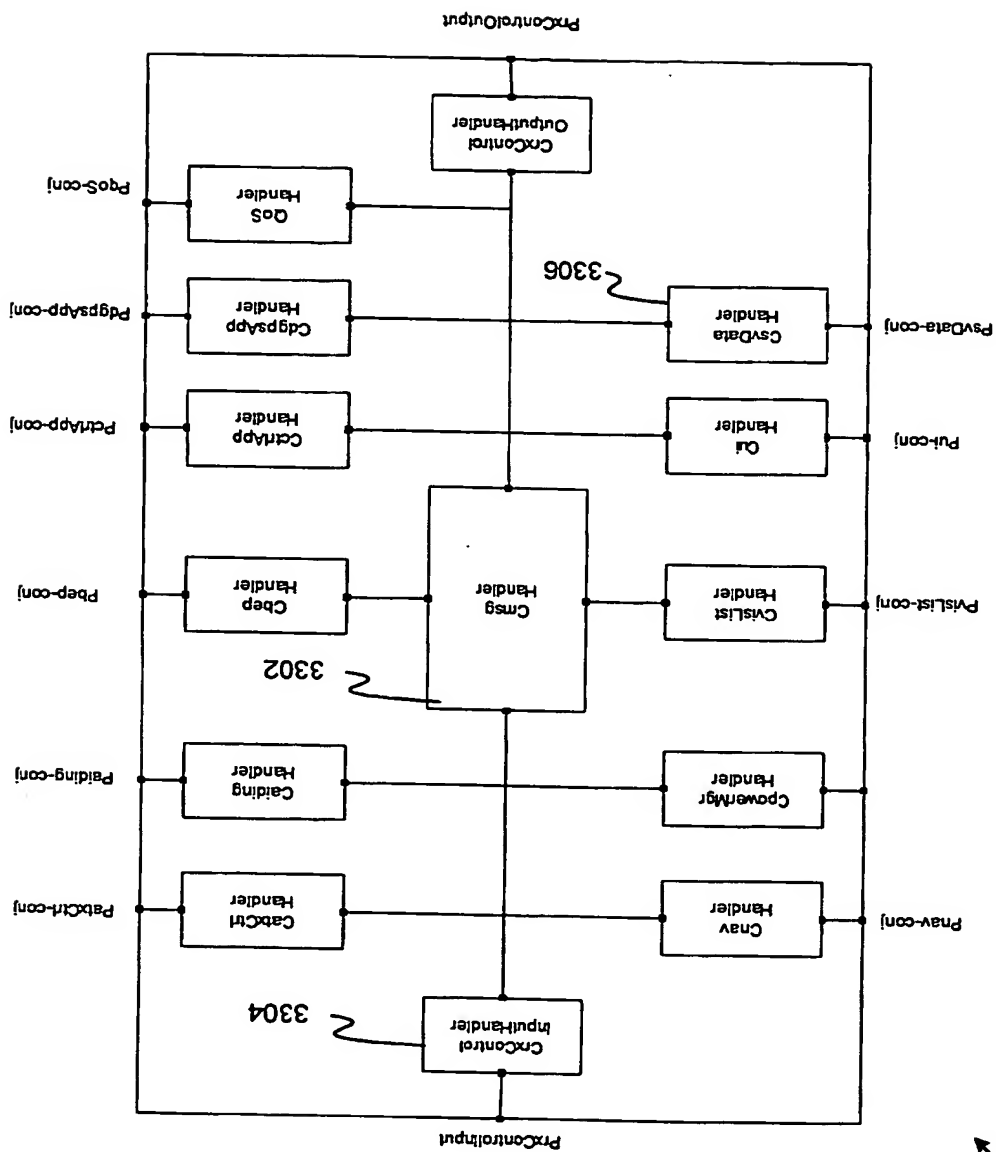 PrxControlInput
CrxControl
InputHandler
3304
Pnav-conj
Cnav
Handler
CatxCtrl
Handler
PatxCtrl-conj
CpowerMgr
Handler
Caiding
Handler
Paiding-conj
3302
PvisList-conj
CvisList
Handler
Cmsg
Handler
Cbep
Handler
Pbep-conj
Pui-conj
Cui
Handler
CctrlApp
Handler
PctrlApp-conj
PsvData-conj
CsvData
Handler
3306
CdgpsApp
Handler
PdgpsApp-conj
QoS
Handler
PqoS-conj
CrxControl
OutputHandler
PrxControlOutput